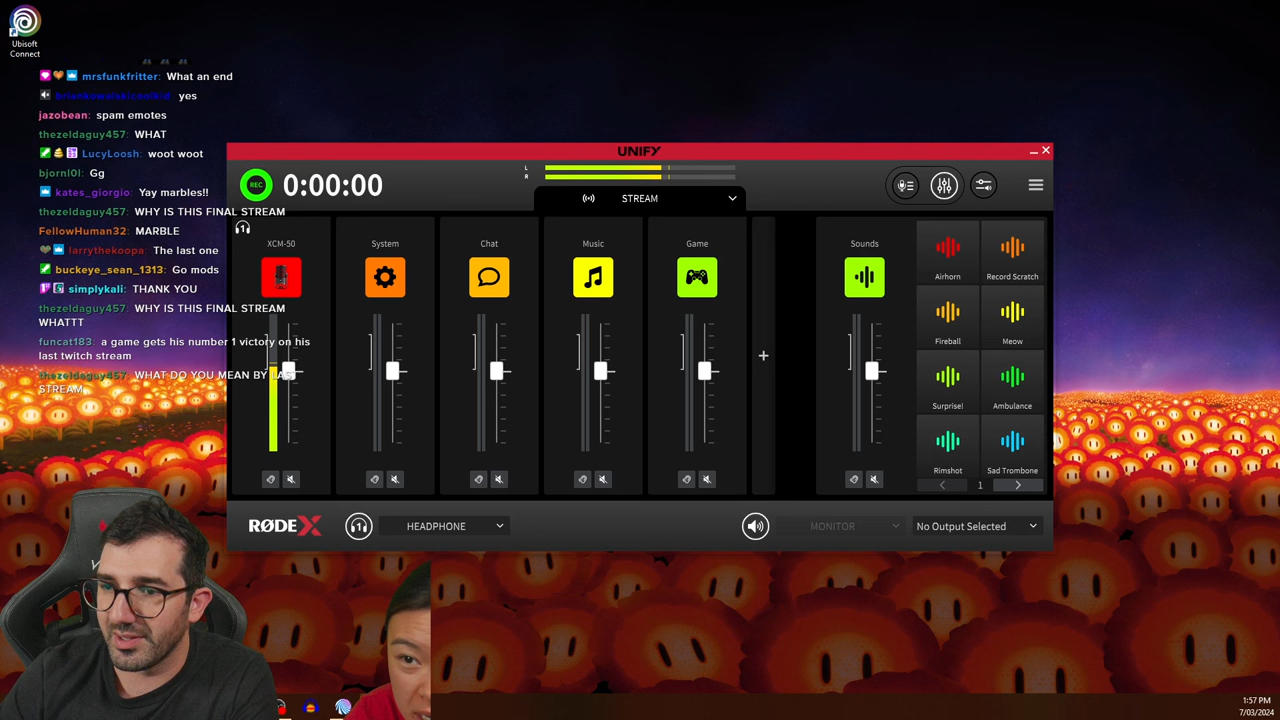 Ubisoft
Connect
mrsfunkfritter: What an end
briankowalskicomikid: yes
jazobean: spam emotes
thezeldaguy457: WHAT
LucyLoosh: woot woot
bjornl0l: Gg
kates_giorgio: Yay marbles!!
thezeldaguy457: WHY IS THIS FINAL STREAM
FellowHuman32: MARBLE
larrythekoopa: The last one
buckeye_sean_1313: Go mods
simplykali: THANK YOU
thezeldaguy457: WHY IS THIS FINAL STREAM
WHATTT
funcat183: a game gets his number 1 victory on his
last twitch stream
thezeldaguy457: WHAT DO YOU MEAN BY LAST
STREAM
UNIFY
REC 0:00:00
L
R
STREAM
XCM-50 System Chat Music Game Sounds
Airhorn Record Scratch
Fireball Meow
Surprise! Ambulance
Rimshot Sad Trombone
1
RØDE X 1 HEADPHONE MONITOR No Output Selected
1:57 PM
7/03/2024